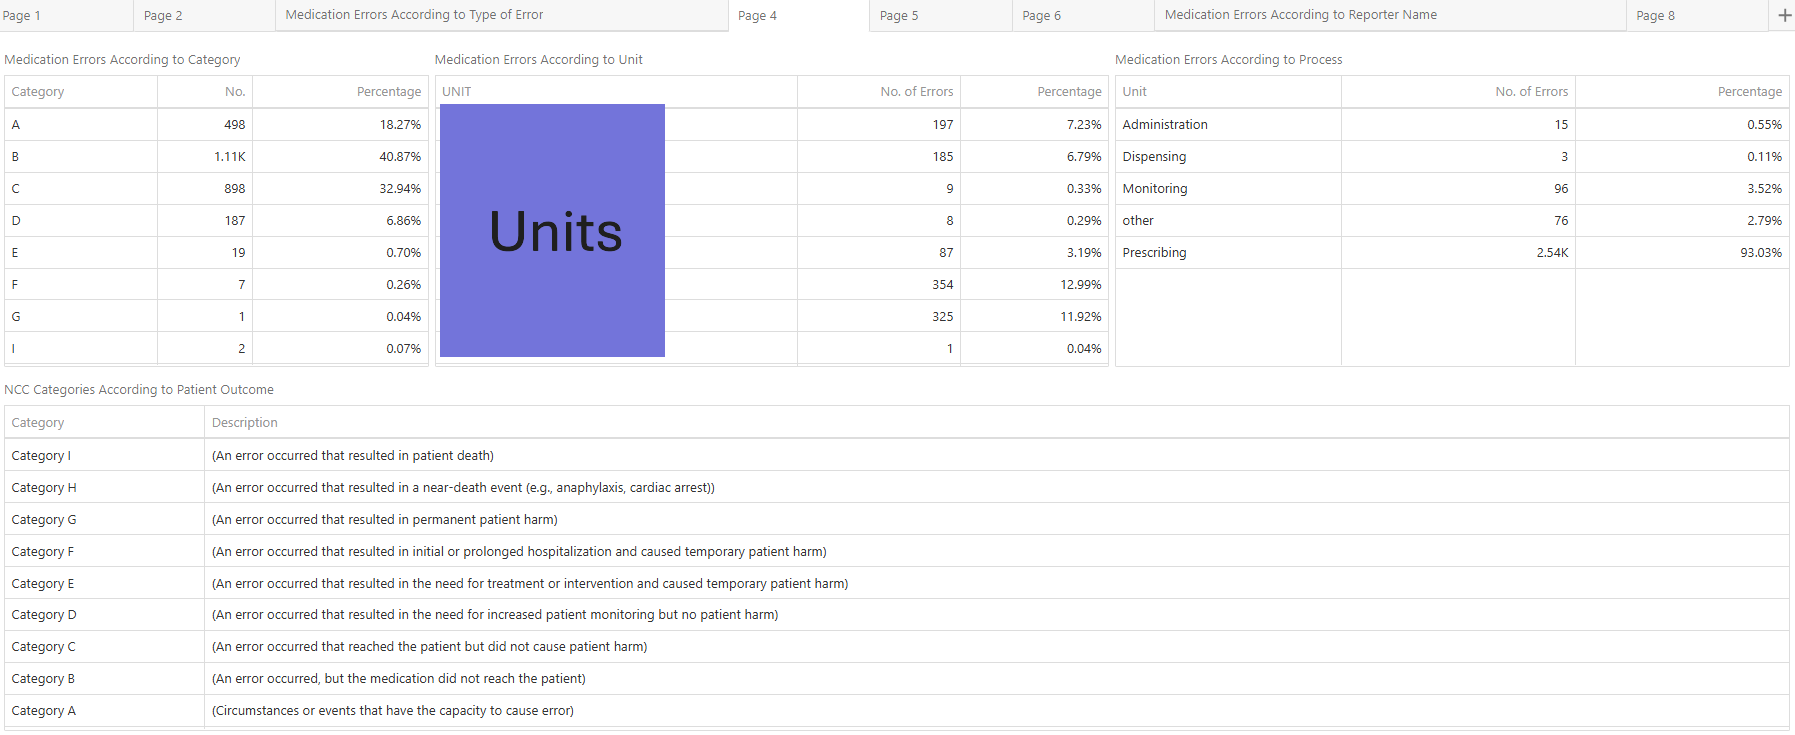 Page 1 Page 2 Medication Errors According to Type of Error Page 4 Page 5 Page 6 Medication Errors According to Reporter Name Page 8 +
Medication Errors According to Category
Category No. Percentage
A 498 18.27%
B 1.11K 40.87%
C 898 32.94%
D 187 6.86%
E 19 0.70%
F 7 0.26%
G 1 0.04%
I 2 0.07%
Medication Errors According to Unit
UNIT No. of Errors Percentage
Units
197 7.23%
185 6.79%
9 0.33%
8 0.29%
87 3.19%
354 12.99%
325 11.92%
1 0.04%
Medication Errors According to Process
Unit No. of Errors Percentage
Administration 15 0.55%
Dispensing 3 0.11%
Monitoring 96 3.52%
other 76 2.79%
Prescribing 2.54K 93.03%
NCC Categories According to Patient Outcome
Category Description
Category I (An error occurred that resulted in patient death)
Category H (An error occurred that resulted in a near-death event (e.g., anaphylaxis, cardiac arrest))
Category G (An error occurred that resulted in permanent patient harm)
Category F (An error occurred that resulted in initial or prolonged hospitalization and caused temporary patient harm)
Category E (An error occurred that resulted in the need for treatment or intervention and caused temporary patient harm)
Category D (An error occurred that resulted in the need for increased patient monitoring but no patient harm)
Category C (An error occurred that reached the patient but did not cause patient harm)
Category B (An error occurred, but the medication did not reach the patient)
Category A (Circumstances or events that have the capacity to cause error)